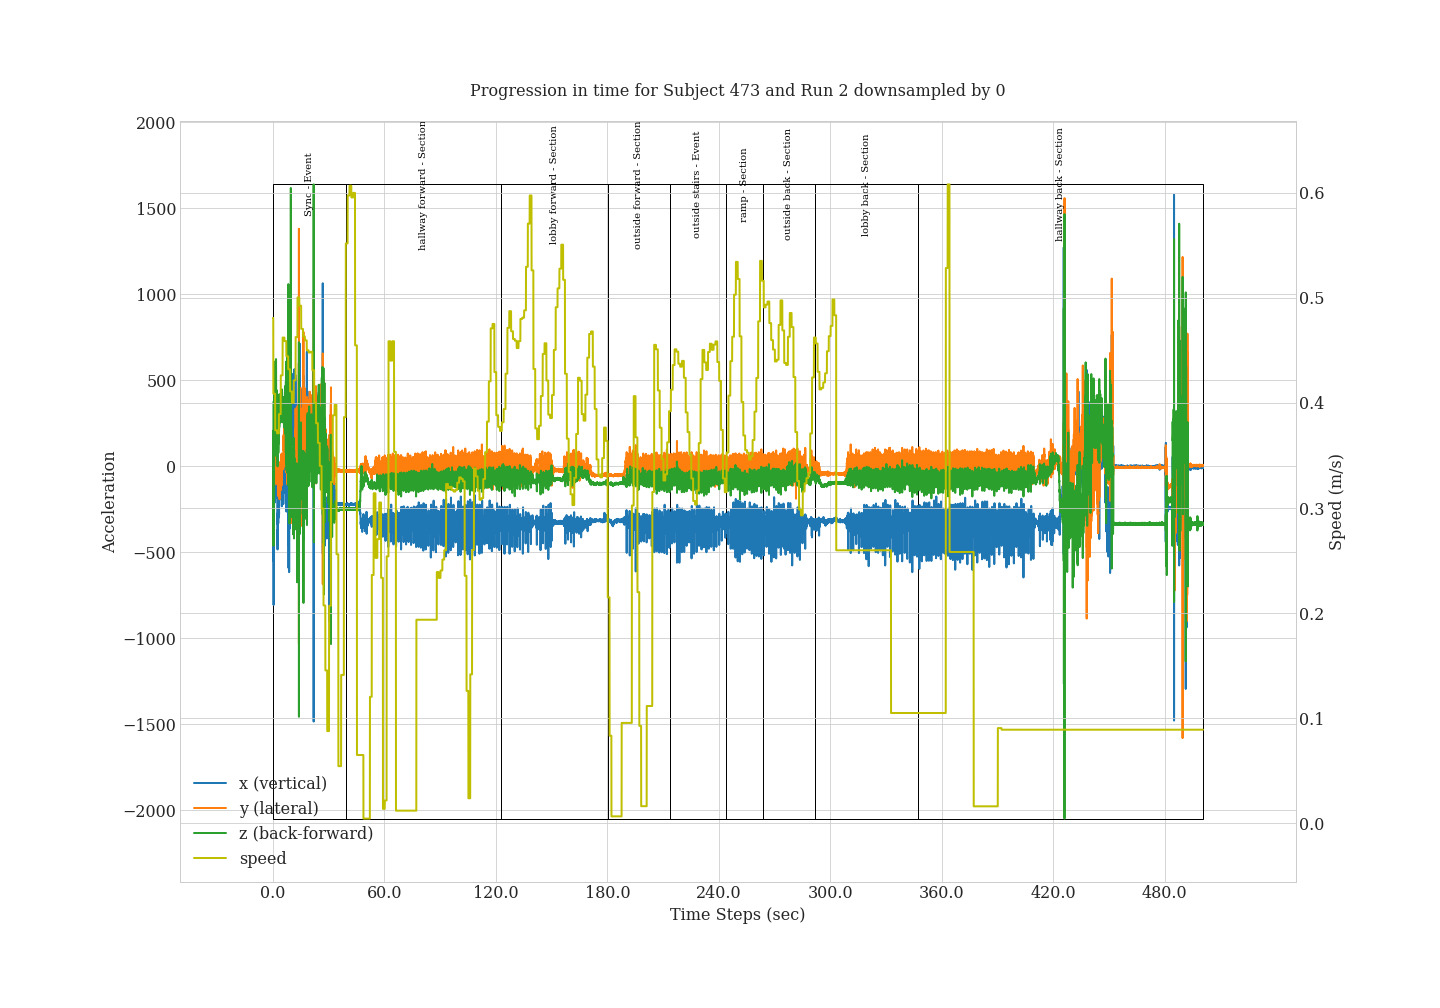 Progression in time for Subject 473 and Run 2 downsampled by 0
2000
1500
1000
500
0
−500
−1000
−1500
−2000
Acceleration
Sync - Event
hallway forward - Section
lobby forward - Section
outside forward - Section
outside stairs - Event
ramp - Section
outside back - Section
lobby back - Section
hallway back - Section
0.6
0.5
0.4
0.3
0.2
0.1
0.0
Speed (m/s)
x (vertical)
y (lateral)
z (back-forward)
speed
0.0 60.0 120.0 180.0 240.0 300.0 360.0 420.0 480.0
Time Steps (sec)